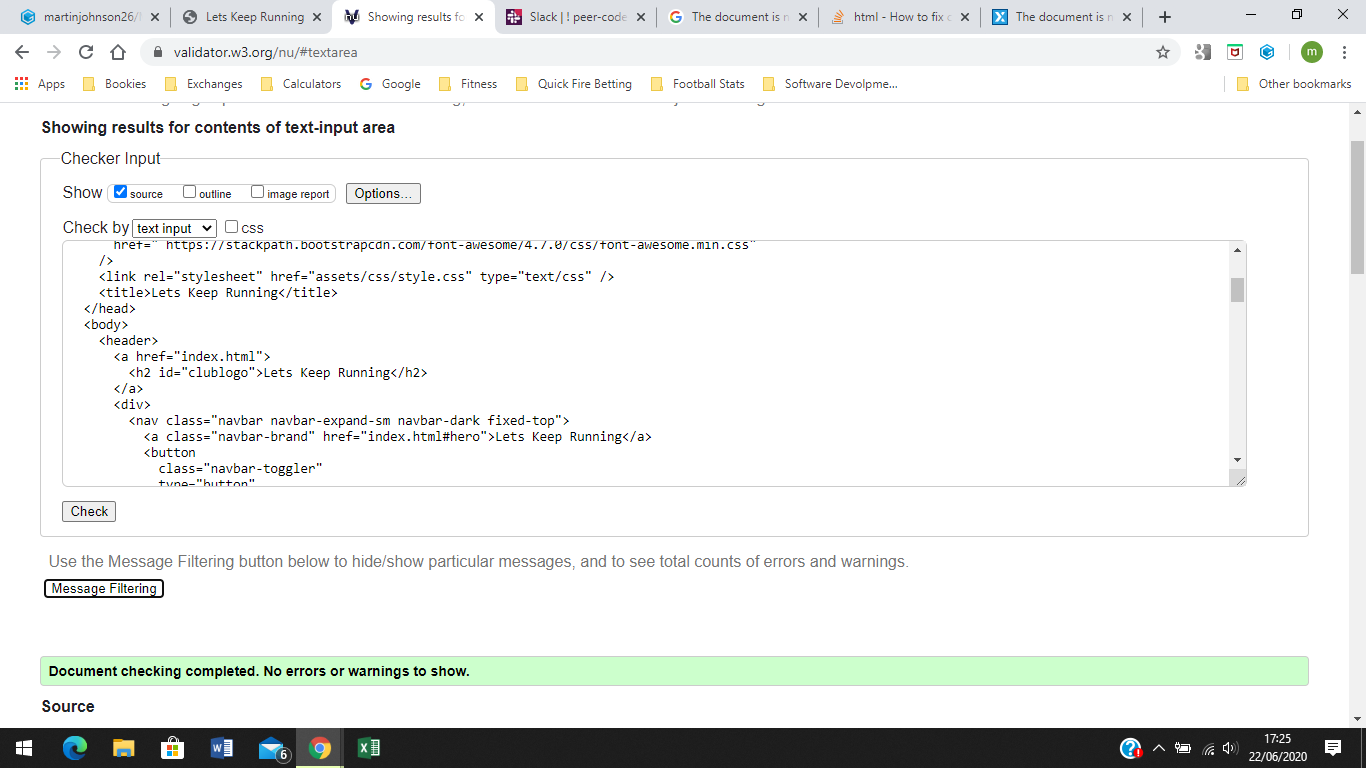 martinjohnson26/
Lets Keep Running
Showing results fo
Slack | ! peer-code
The document is n
html - How to fix c
The document is n
validator.w3.org/nu/#textarea
m
Apps
Bookies
Exchanges
Calculators
Google
Fitness
Quick Fire Betting
Football Stats
Software Devolpme...
Other bookmarks
Showing results for contents of text-input area
Checker Input
Show source outline image report Options...
Check by text input css
href=" https://stackpath.bootstrapcdn.com/font-awesome/4.7.0/css/font-awesome.min.css"
/>
<link rel="stylesheet" href="assets/css/style.css" type="text/css" />
<title>Lets Keep Running</title>
</head>
<body>
<header>
<a href="index.html">
<h2 id="clublogo">Lets Keep Running</h2>
</a>
<div>
<nav class="navbar navbar-expand-sm navbar-dark fixed-top">
<a class="navbar-brand" href="index.html#hero">Lets Keep Running</a>
<button
class="navbar-toggler"
type="button"
Check
Use the Message Filtering button below to hide/show particular messages, and to see total counts of errors and warnings.
Message Filtering
Document checking completed. No errors or warnings to show.
Source
6
17:25
22/06/2020